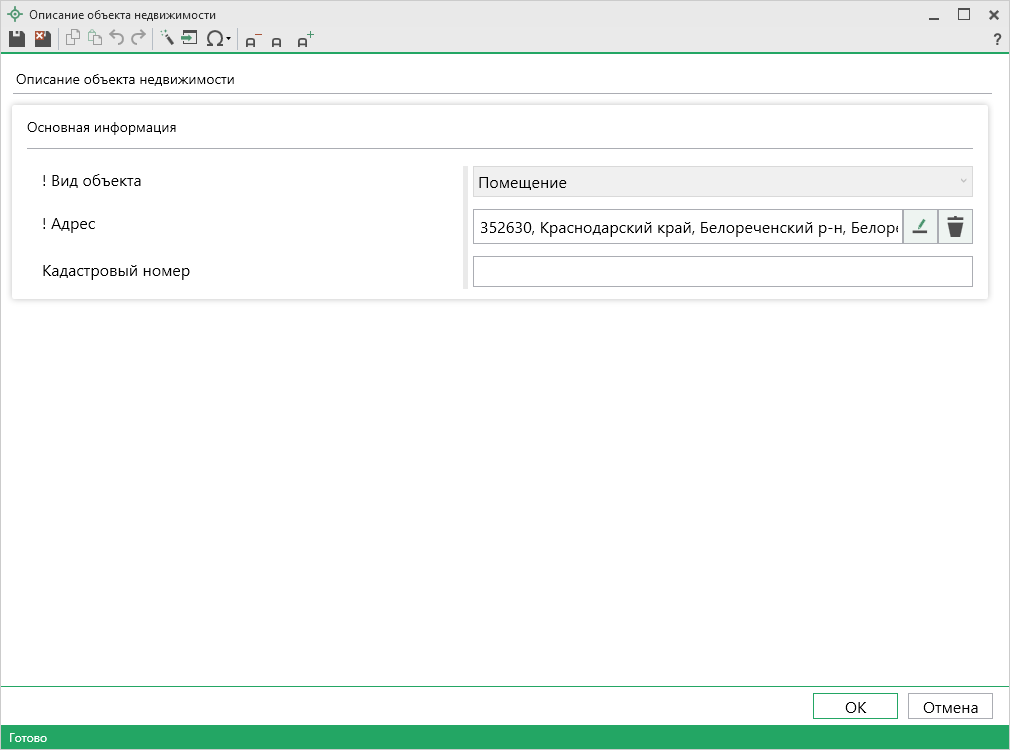 Описание объекта недвижимости
?
Описание объекта недвижимости
Основная информация
! Вид объекта
Помещение
! Адрес
352630, Краснодарский край, Белореченский р-н, Белоре
Кадастровый номер
OK
Отмена
Готово